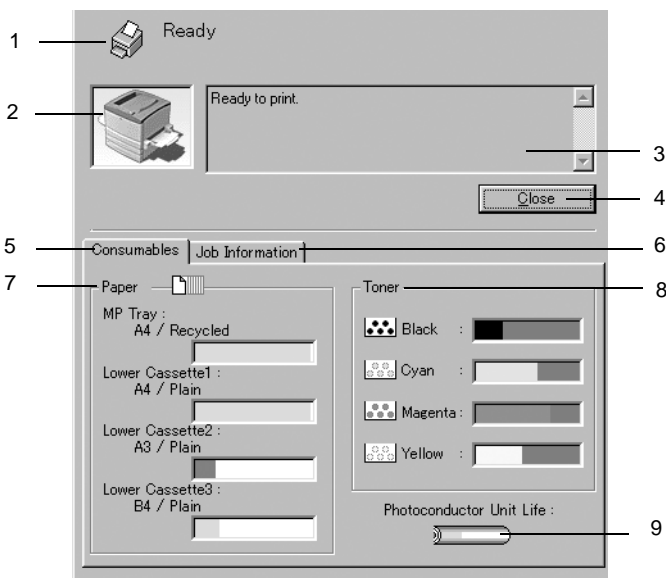 1
Ready
2
Ready to print.
3
Close
4
5
Consumables
Job Information
6
7
Paper
Toner
8
MP Tray :
A4 / Recycled
Black :
Lower Cassette1 :
A4 / Plain
Cyan :
Lower Cassette2 :
A3 / Plain
Magenta :
Lower Cassette3 :
B4 / Plain
Yellow :
Photoconductor Unit Life :
9